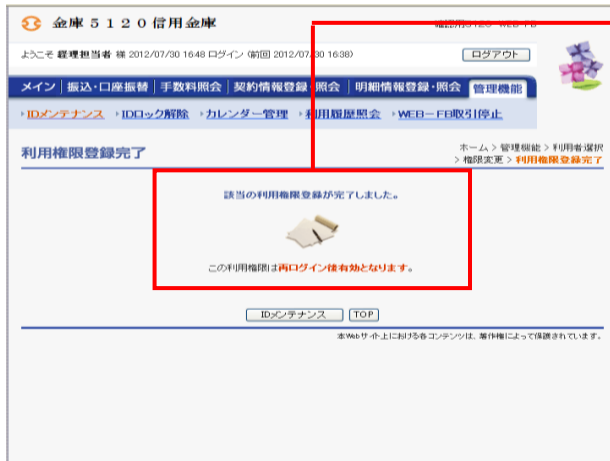 金庫５１２０信用金庫
ようこそ 経理担当者 様 2012/07/30 16:48 ログイン (前回 2012/07/30 16:38)
ログアウト
メイン 振込・口座振替 手数料照会 契約情報登録・照会 明細情報登録・照会 管理機能
IDメンテナンス IDロック解除 カレンダー管理 利用履歴照会 WEB－FB取引停止
利用権限登録完了
ホーム > 管理機能 > 利用者選択
> 権限変更 > 利用権限登録完了
該当の利用権限登録が完了しました。
この利用権限は再ログイン後有効となります。
IDメンテナンス TOP
本Webサイト上における各コンテンツは、著作権によって保護されています。